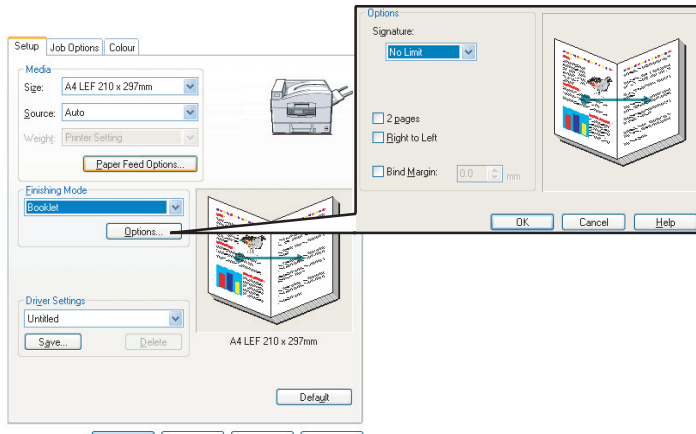 Setup Job Options Colour
Media
Size: A4 LEF 210 x 297mm
Source: Auto
Weight: Printer Setting
Paper Feed Options...
Finishing Mode
Booklet
Options...
Driver Settings
Untitled
Save... Delete
A4 LEF 210 x 297mm
Default
Options
Signature:
No Limit
2 pages
Right to Left
Bind Margin: 0.0 mm
OK Cancel Help